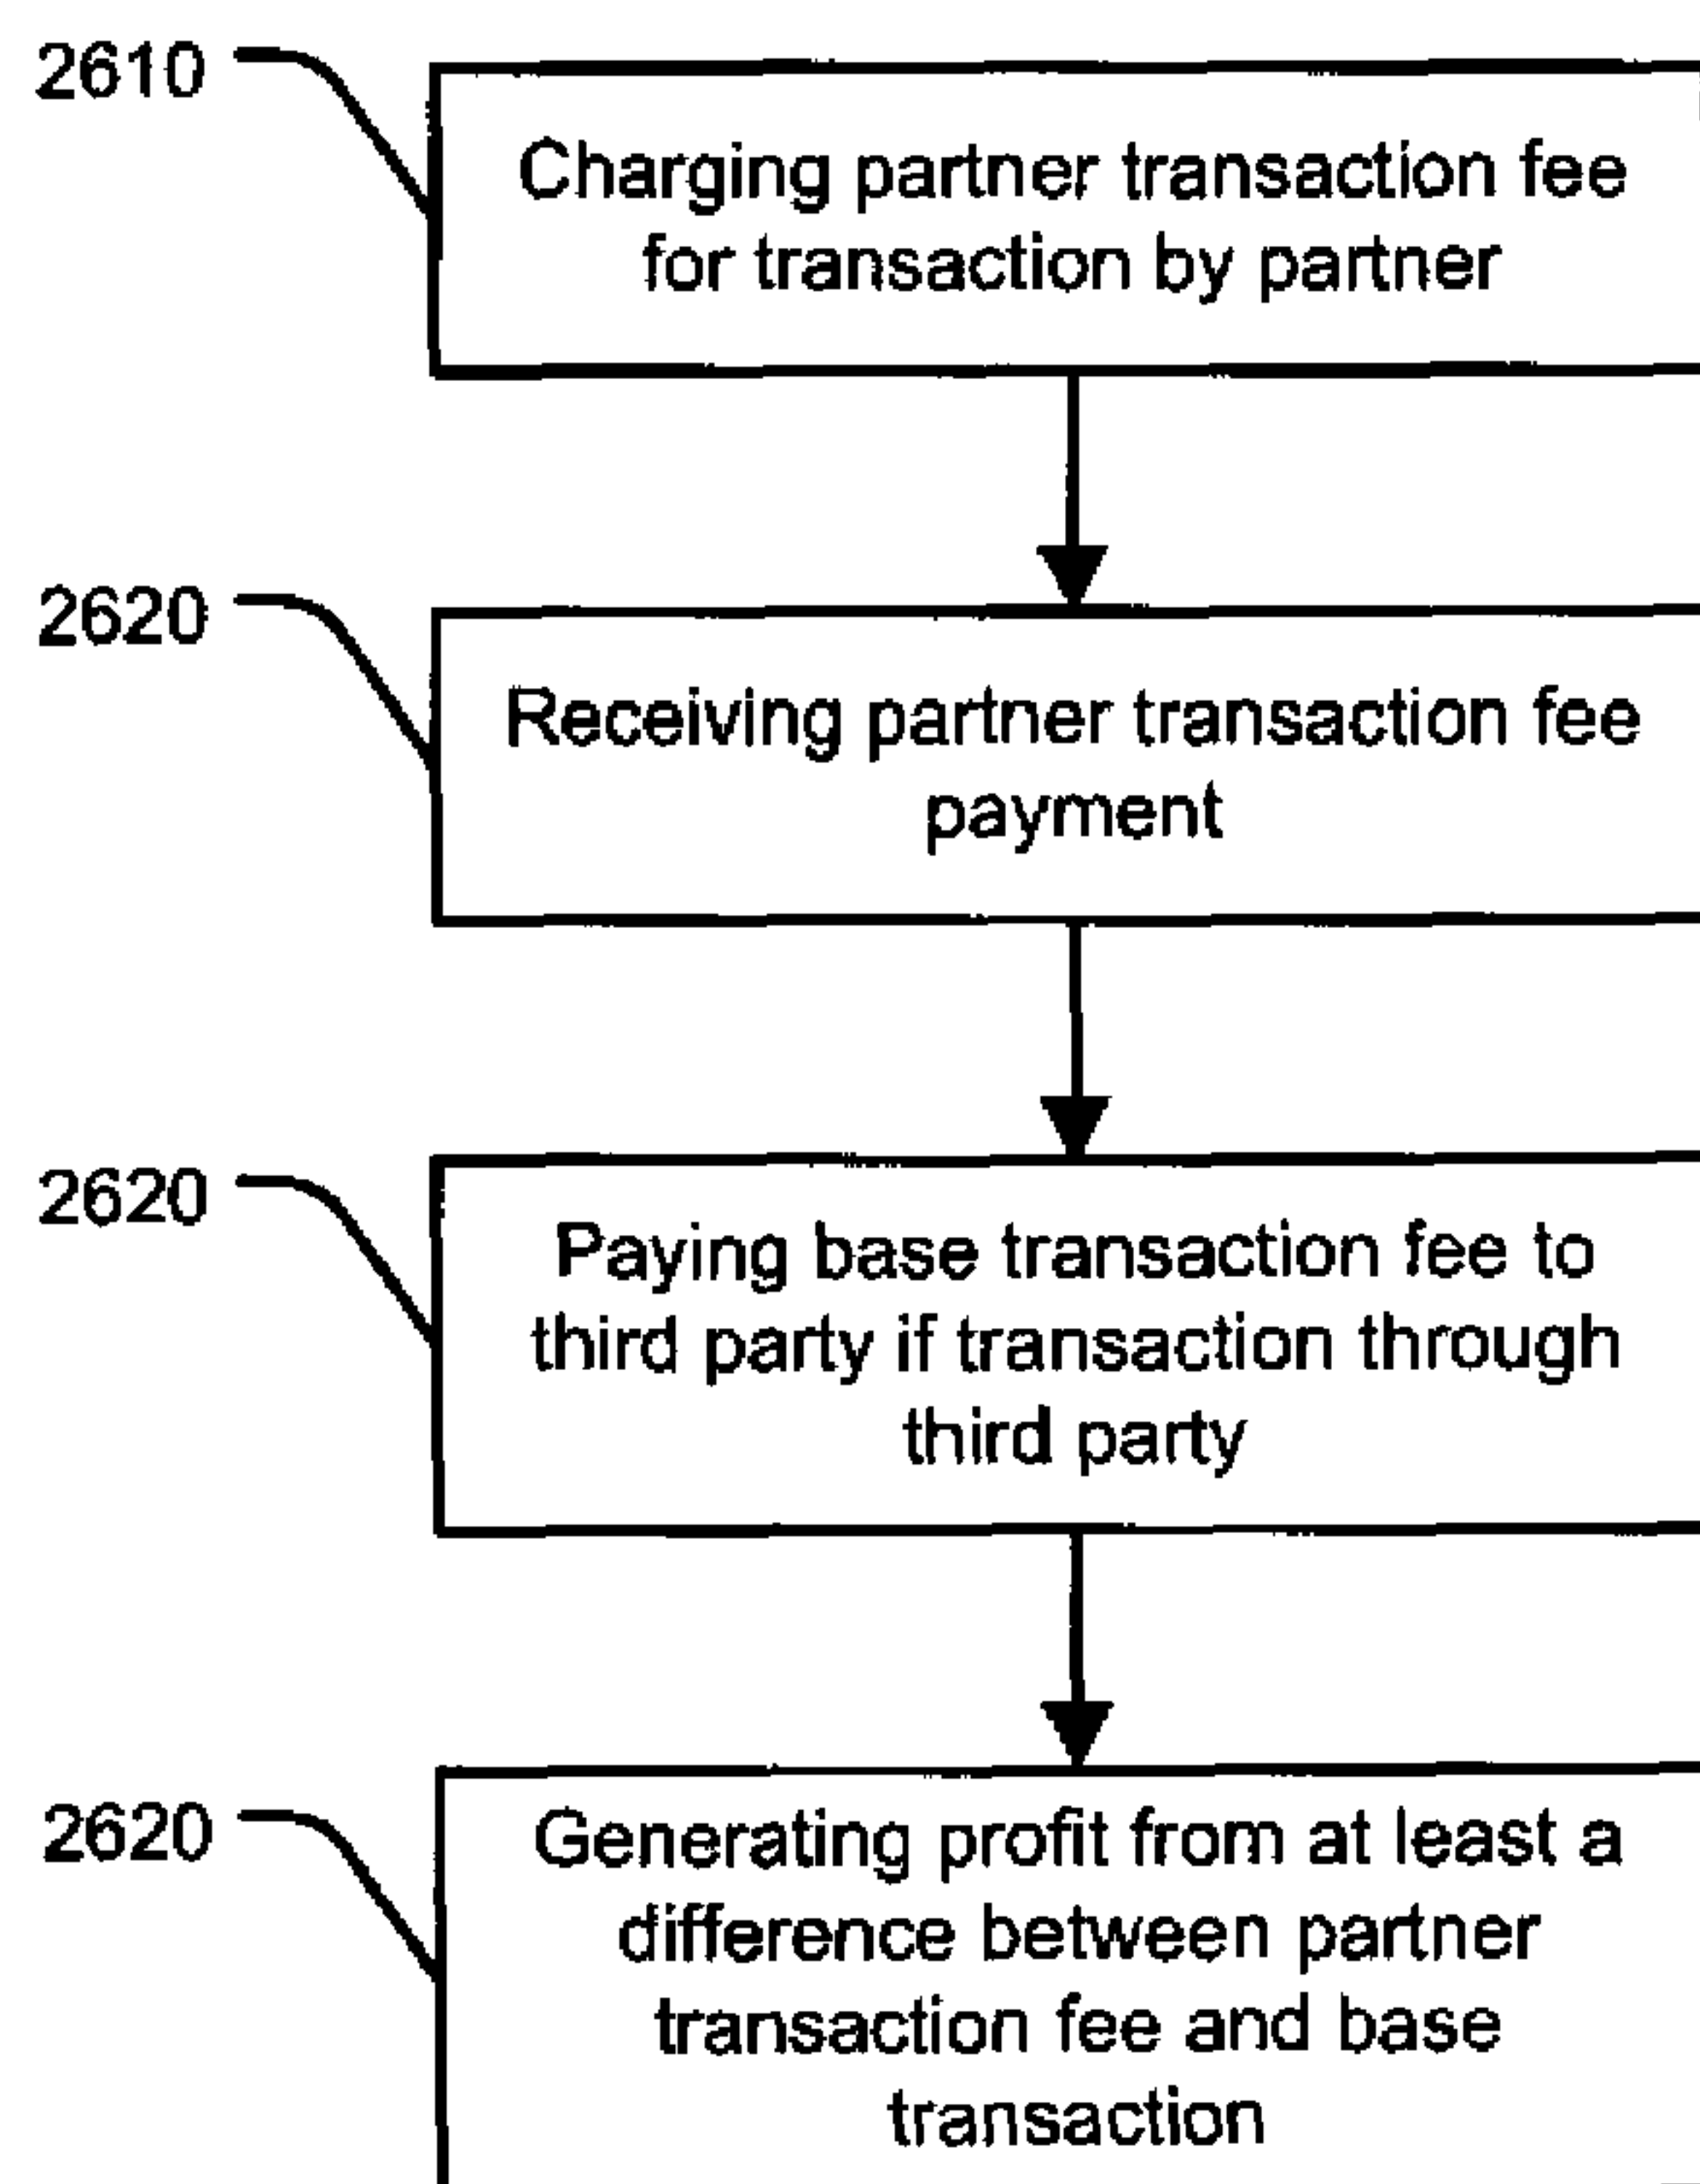 2610
Charging partner transaction fee
for transaction by partner
2620
Receiving partner transaction fee
payment
2620
Paying base transaction fee to
third party if transaction through
third party
2620
Generating profit from at least a
difference between partner
transaction fee and base
transaction